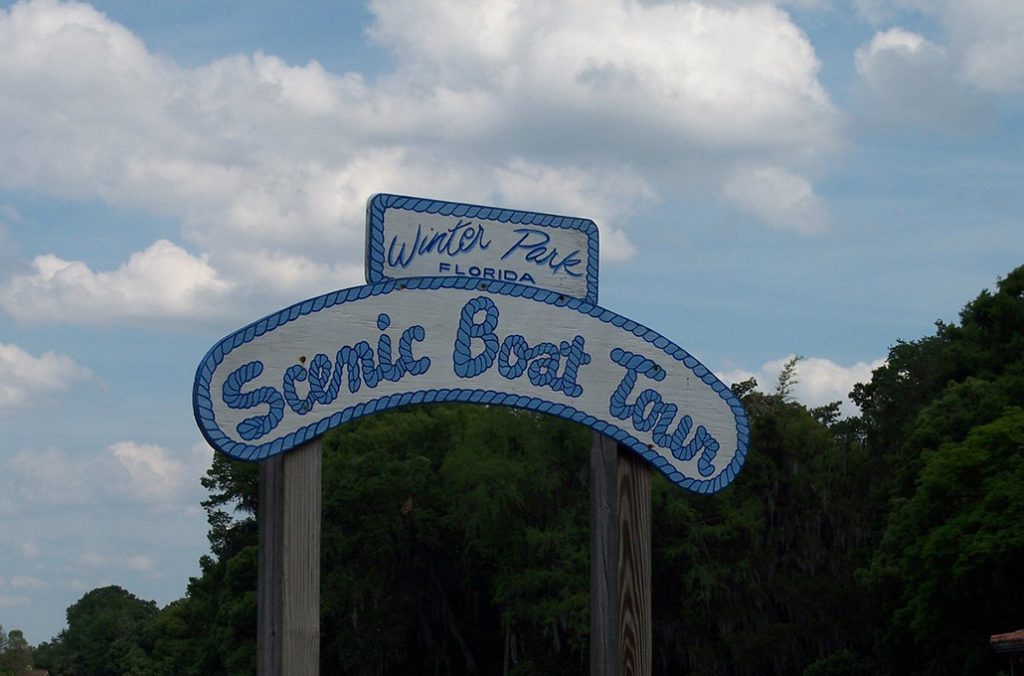 Winter Park
FLORIDA
Scenic Boat Tour